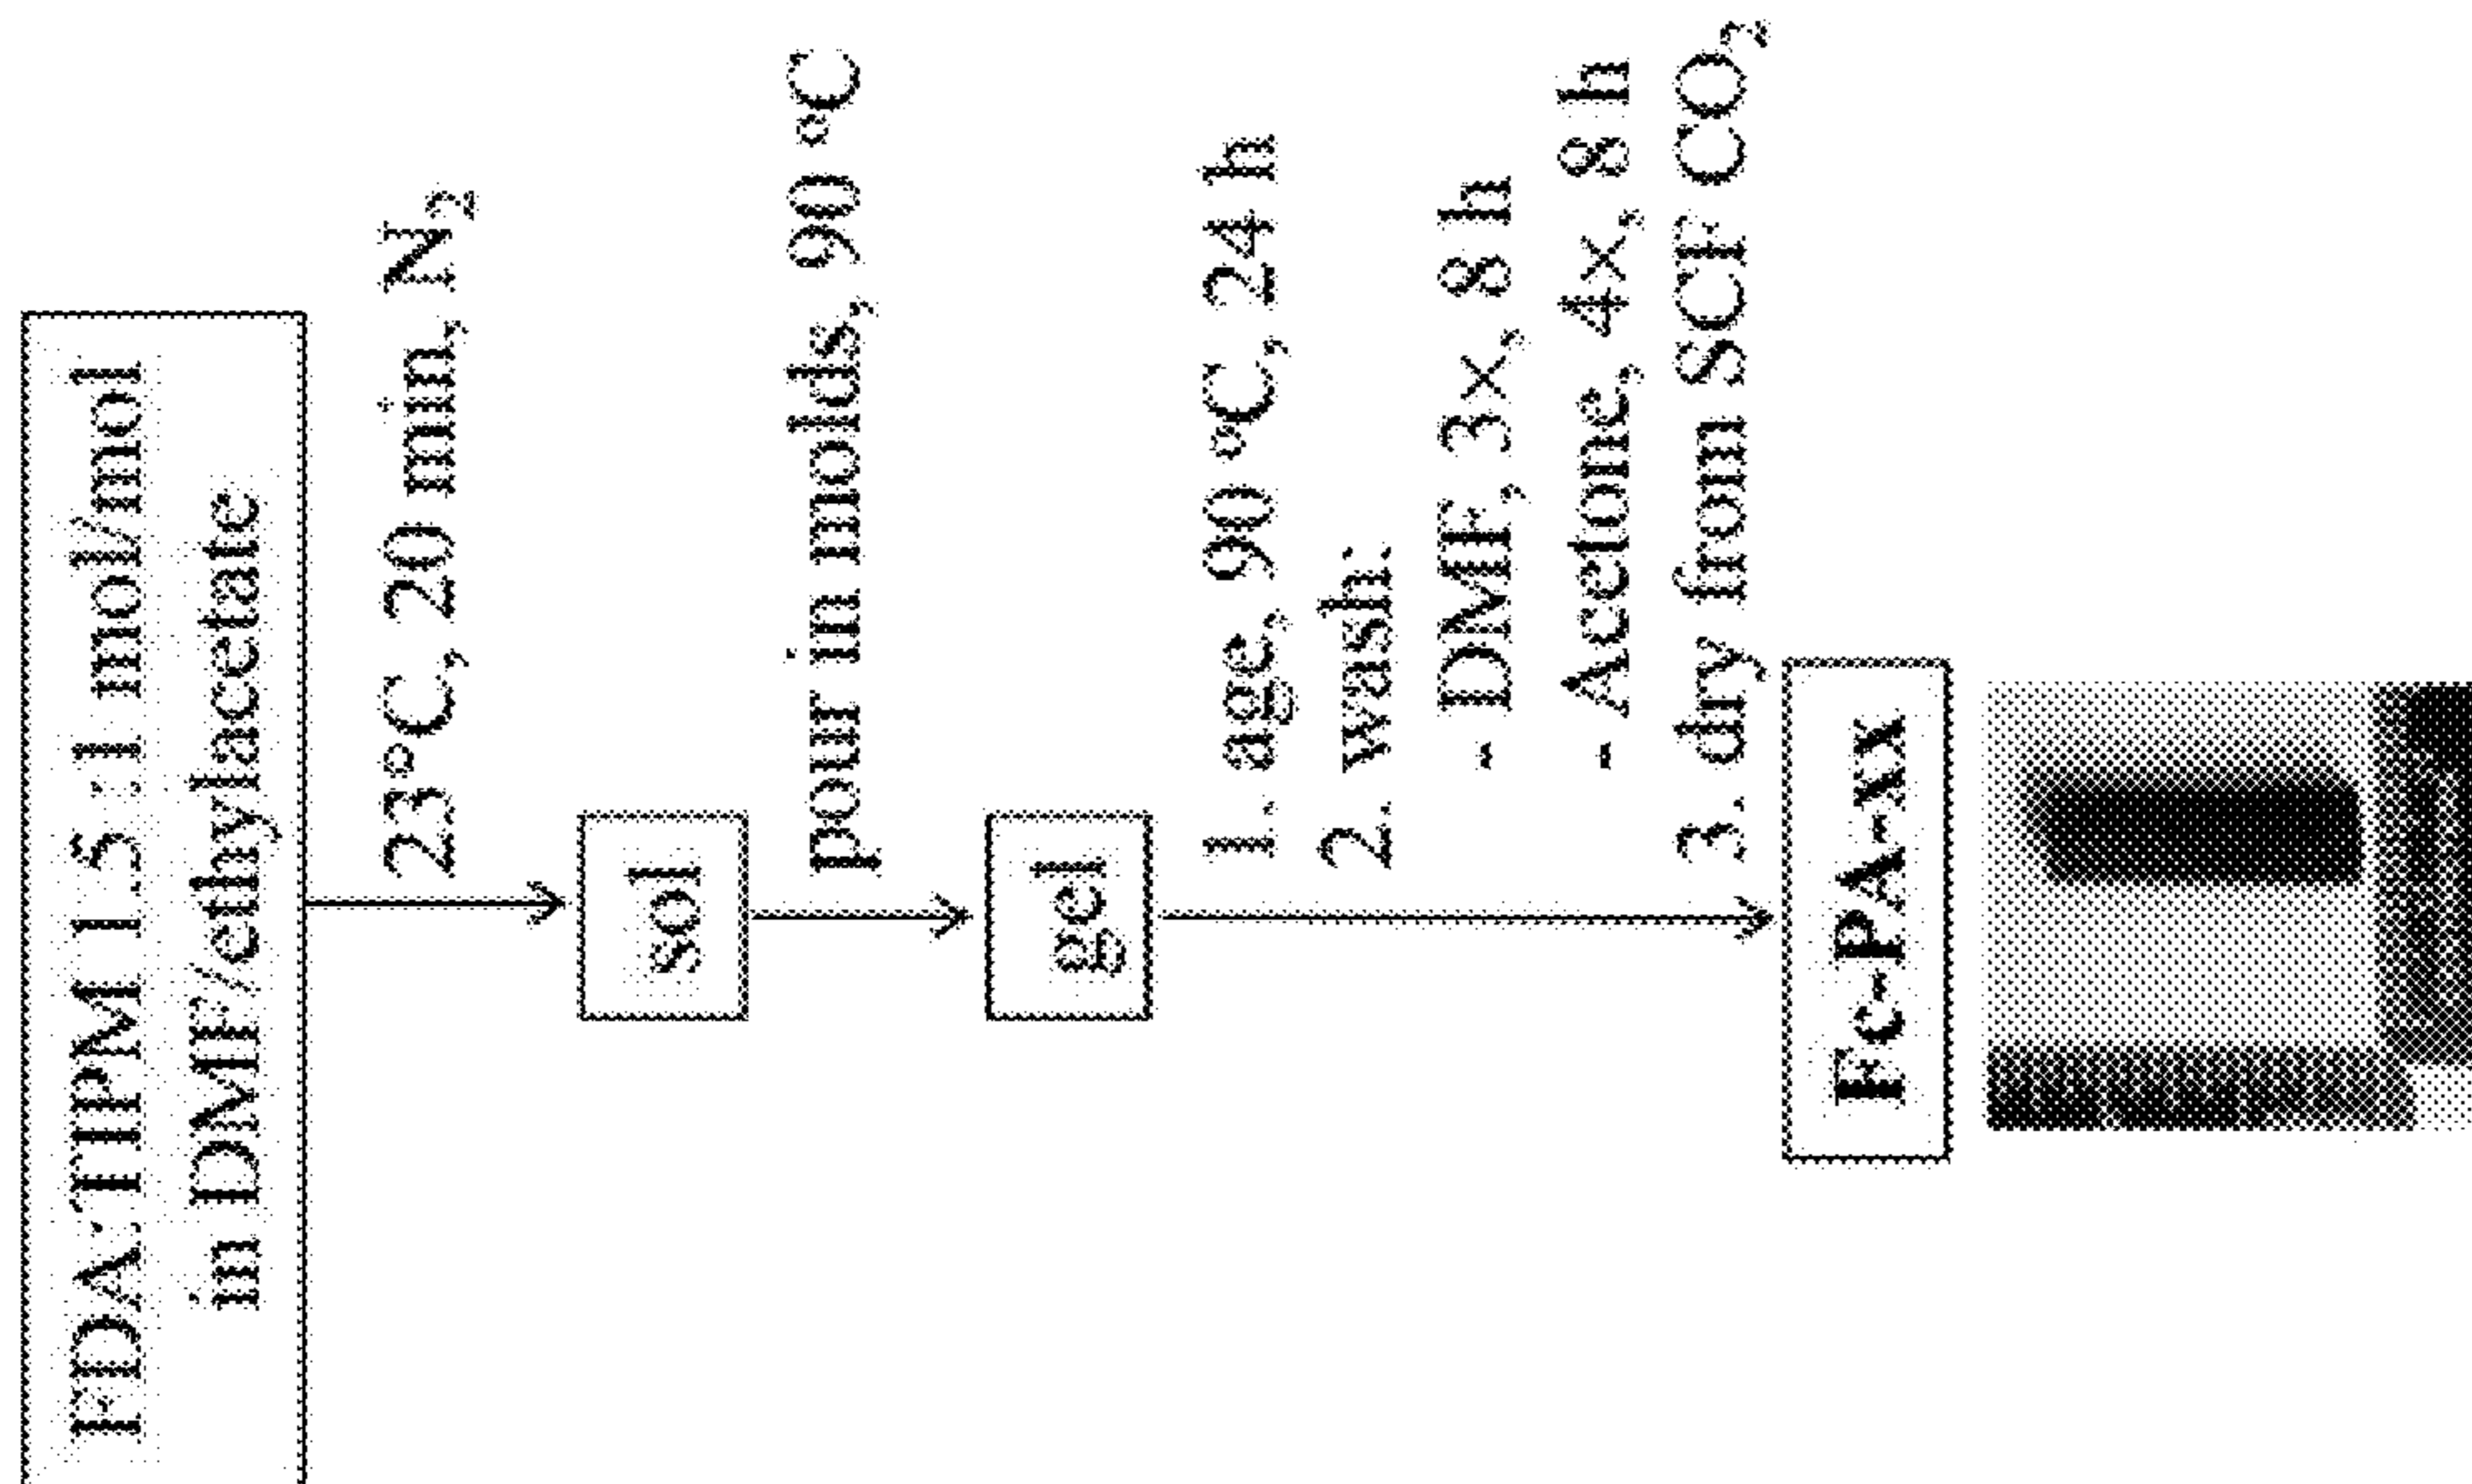 FDA:TIPM 1.5 :1 mol/mol
in DMF/ethylacetate
23°C, 20 min, N₂
sol
pour in molds, 90 °C
gel
1. age, 90 °C, 24 h
2. wash:
- DMF, 3×, 8 h
- Acetone, 4×, 8 h
3. dry from SCF CO₂
Fc-PA-xx